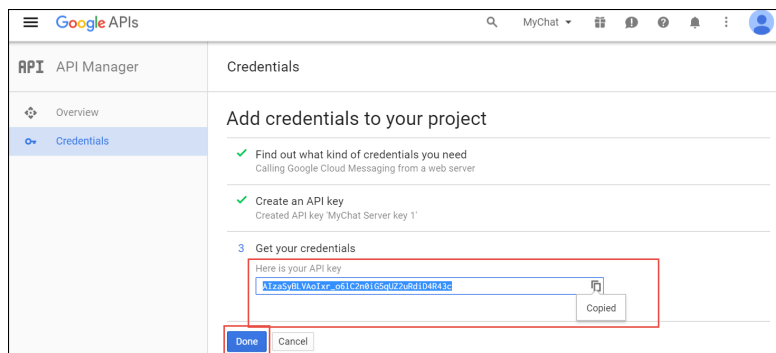 Google APIs
MyChat
API API Manager
Credentials
Overview
Credentials
Add credentials to your project
Find out what kind of credentials you need
Calling Google Cloud Messaging from a web server
Create an API key
Created API key 'MyChat Server key 1'
3 Get your credentials
Here is your API key
AIzaSyBLVAoIxr_o6lC2n0iG5qUZ2uRdiD4R43c
Copied
Done
Cancel